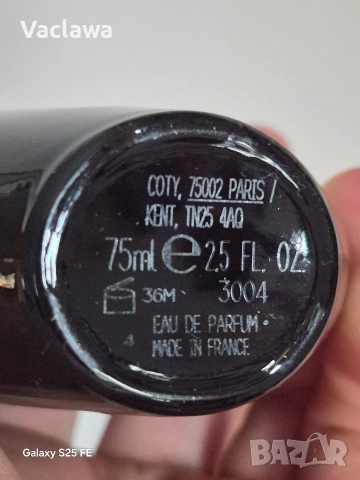 Vaclawa
COTY, 75002 PARIS /
KENT, TN25 4AQ
75ml e 2.5 FL. OZ.
36M 3004
EAU DE PARFUM •
4 MADE IN FRANCE
Galaxy S25 FE
BAZAR